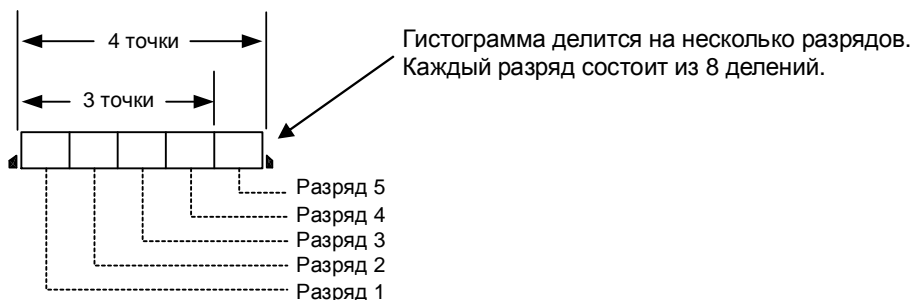 4 точки
Гистограмма делится на несколько разрядов.
Каждый разряд состоит из 8 делений.
3 точки
Разряд 5
Разряд 4
Разряд 3
Разряд 2
Разряд 1